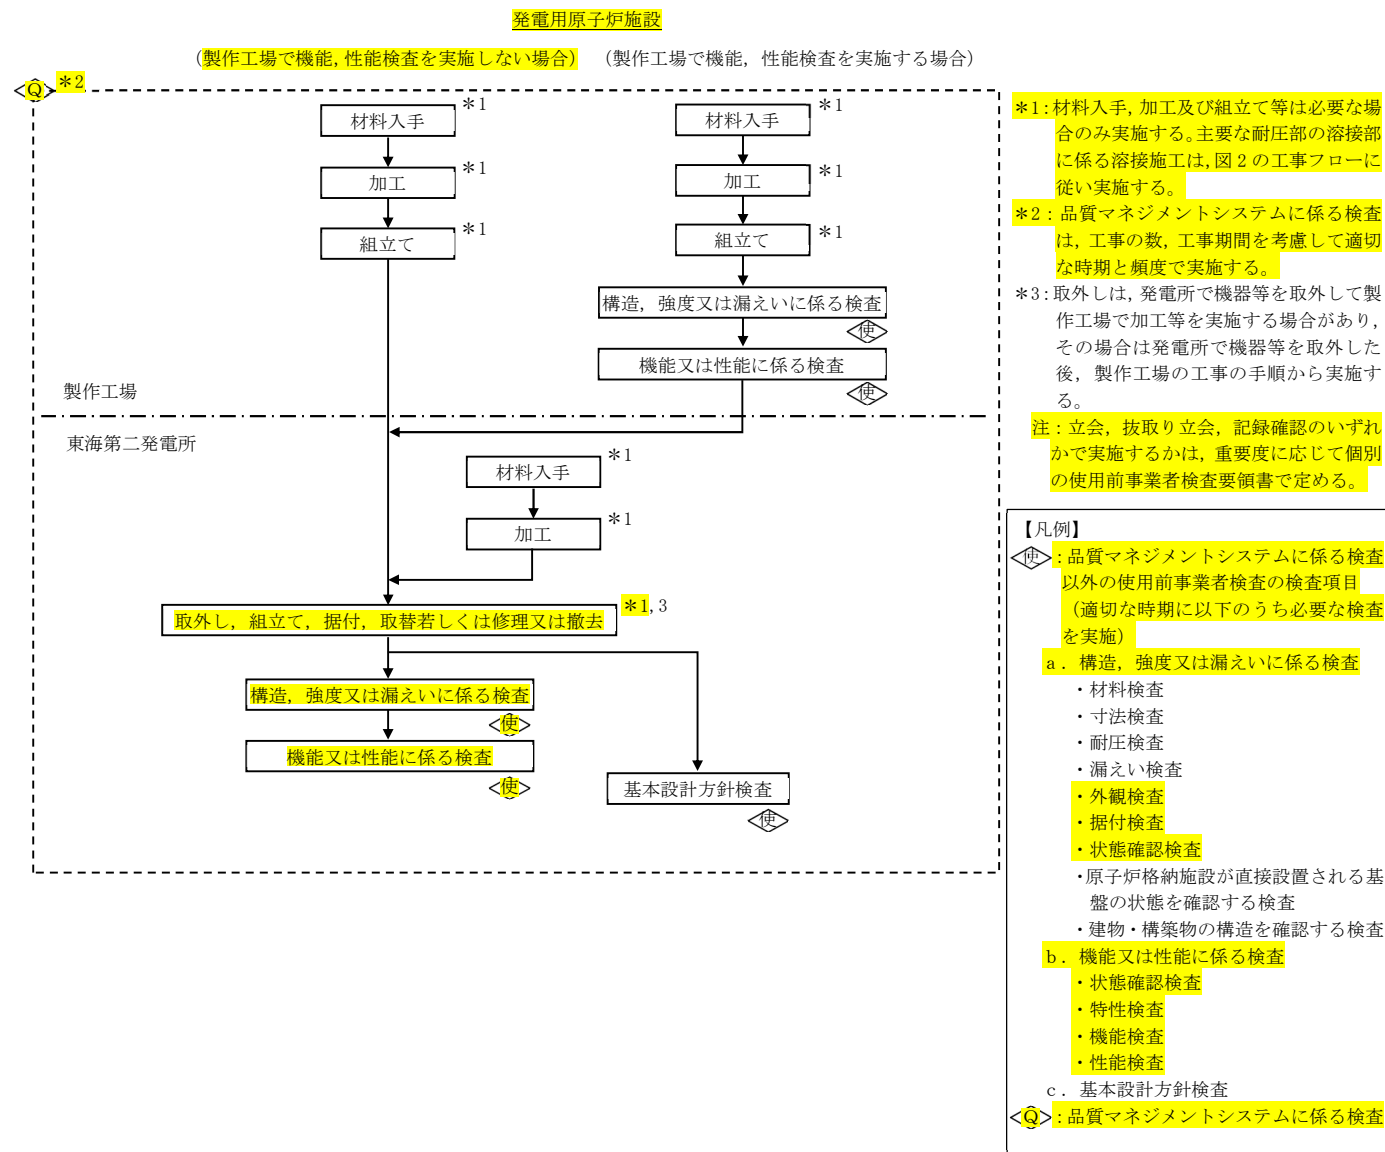 発電用原子炉施設
(製作工場で機能,性能検査を実施しない場合)
(製作工場で機能,性能検査を実施する場合)
Q
*2
材料入手
*1
加工
*1
組立て
*1
材料入手
*1
加工
*1
組立て
*1
構造,強度又は漏えいに係る検査
使
機能又は性能に係る検査
使
製作工場
東海第二発電所
材料入手
*1
加工
*1
取外し,組立て,据付,取替若しくは修理又は撤去
*1,3
構造,強度又は漏えいに係る検査
使
機能又は性能に係る検査
使
基本設計方針検査
使
*1:材料入手,加工及び組立て等は必要な場
合のみ実施する。主要な耐圧部の溶接部
に係る溶接施工は,図2の工事フローに
従い実施する。
*2:品質マネジメントシステムに係る検査
は,工事の数,工事期間を考慮して適切
な時期と頻度で実施する。
*3:取外しは,発電所で機器等を取外して製
作工場で加工等を実施する場合があり,
その場合は発電所で機器等を取外した
後,製作工場の工事の手順から実施す
る。
注:立会,抜取り立会,記録確認のいずれ
かで実施するかは,重要度に応じて個別
の使用前事業者検査要領書で定める。
【凡例】
使:品質マネジメントシステムに係る検査
以外の使用前事業者検査の検査項目
(適切な時期に以下のうち必要な検査
を実施)
a.構造,強度又は漏えいに係る検査
・材料検査
・寸法検査
・耐圧検査
・漏えい検査
・外観検査
・据付検査
・状態確認検査
・原子炉格納施設が直接設置される基
盤の状態を確認する検査
・建物・構築物の構造を確認する検査
b.機能又は性能に係る検査
・状態確認検査
・特性検査
・機能検査
・性能検査
c.基本設計方針検査
Q:品質マネジメントシステムに係る検査